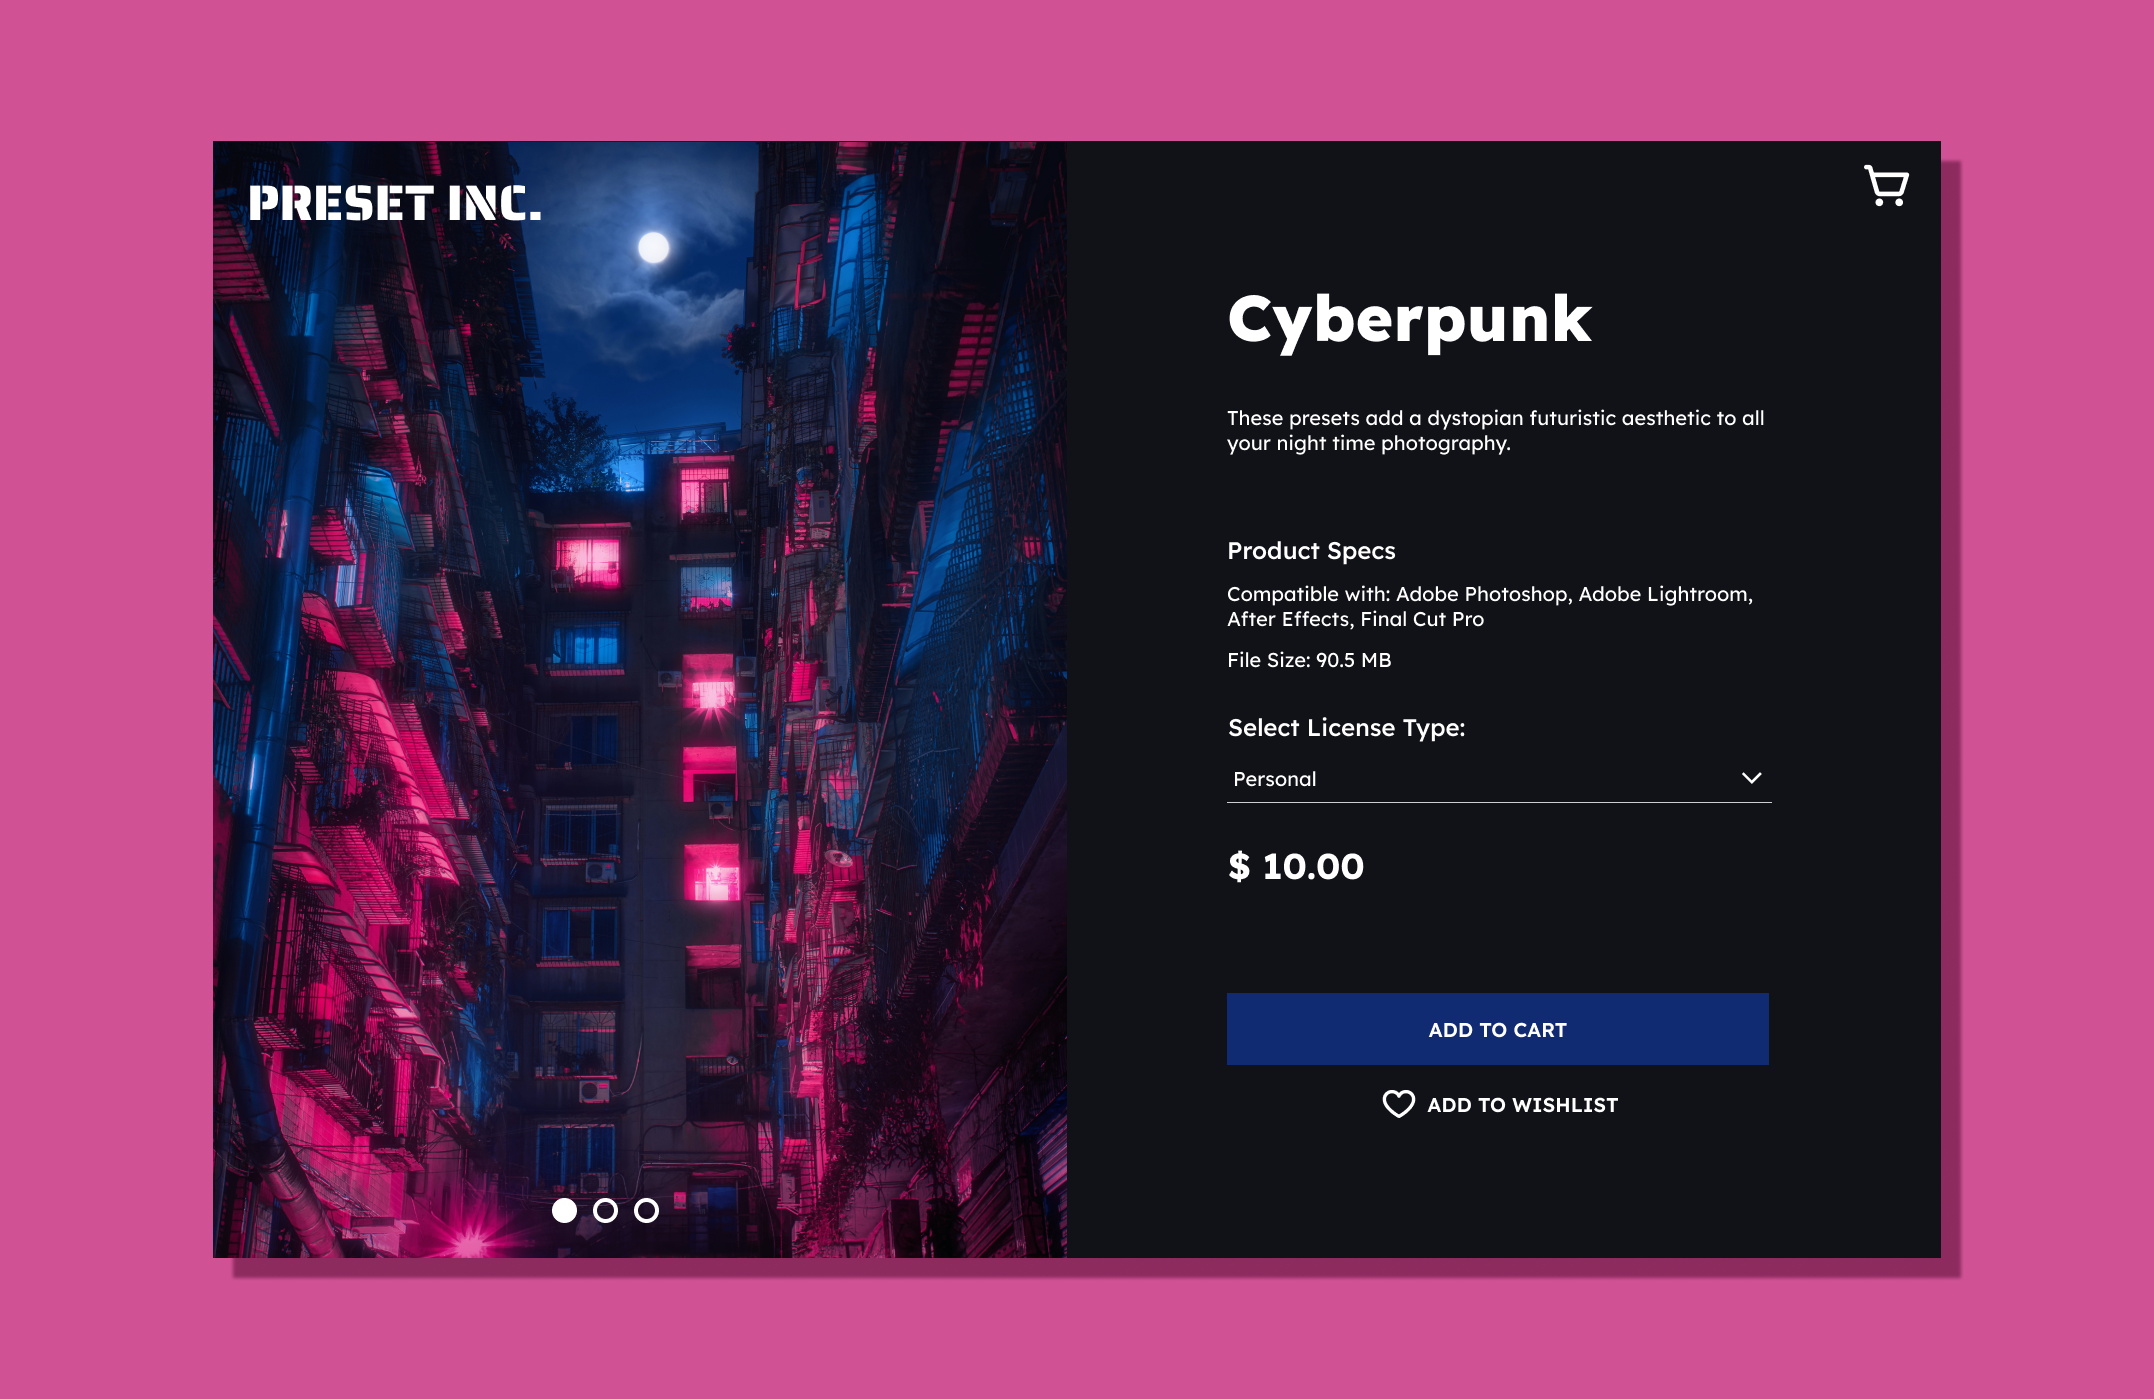 PRESET INC.
Cyberpunk
These presets add a dystopian futuristic aesthetic to all
your night time photography.
Product Specs
Compatible with: Adobe Photoshop, Adobe Lightroom,
After Effects, Final Cut Pro
File Size: 90.5 MB
Select License Type:
Personal
$ 10.00
ADD TO CART
ADD TO WISHLIST